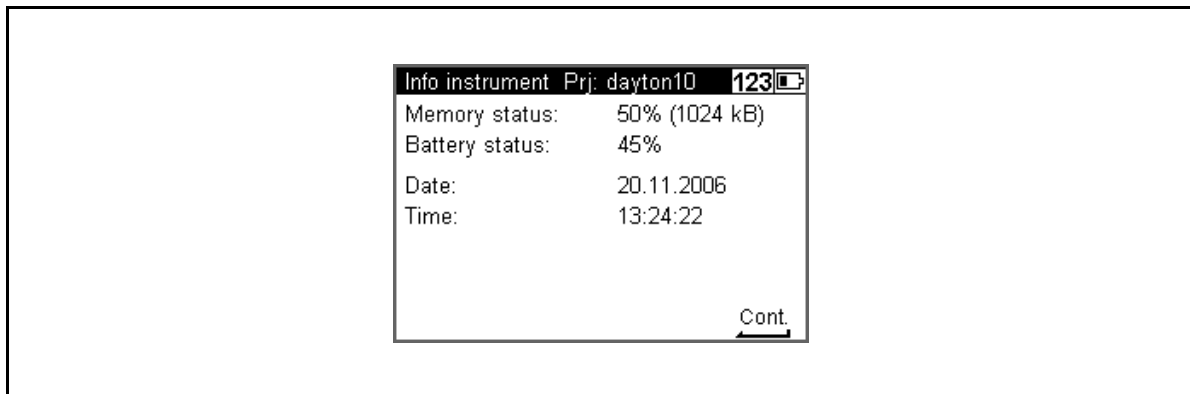 Info instrument Prj: dayton10 123
Memory status: 50% (1024 kB)
Battery status: 45%
Date: 20.11.2006
Time: 13:24:22
Cont.